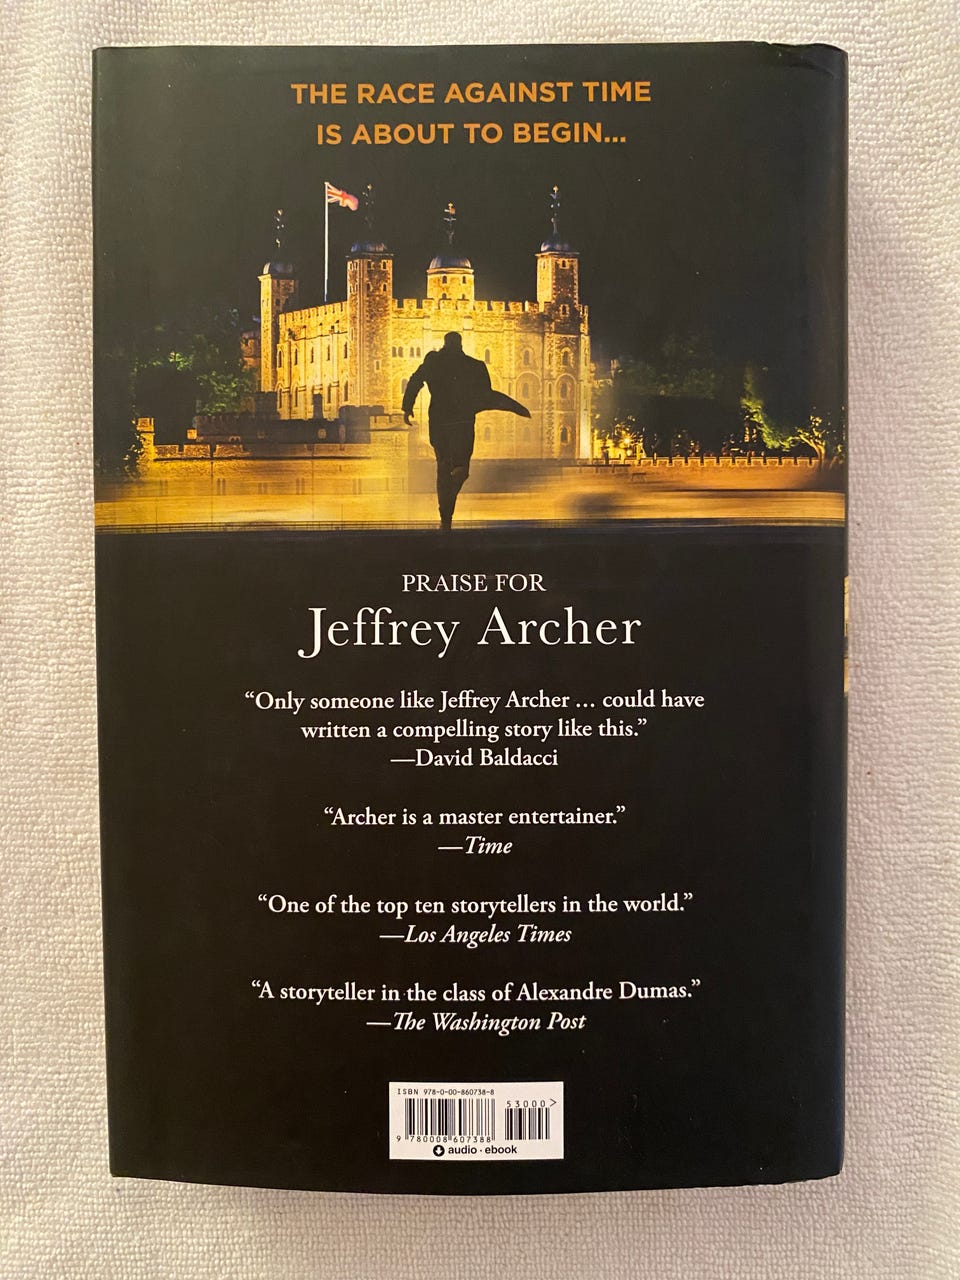 THE RACE AGAINST TIME
IS ABOUT TO BEGIN...
PRAISE FOR
Jeffrey Archer
“Only someone like Jeffrey Archer ... could have
written a compelling story like this.”
—David Baldacci
“Archer is a master entertainer.”
—Time
“One of the top ten storytellers in the world.”
—Los Angeles Times
“A storyteller in the class of Alexandre Dumas.”
—The Washington Post
ISBN 978-0-00-860738-8
53000>
9 780008 607388
audio · ebook